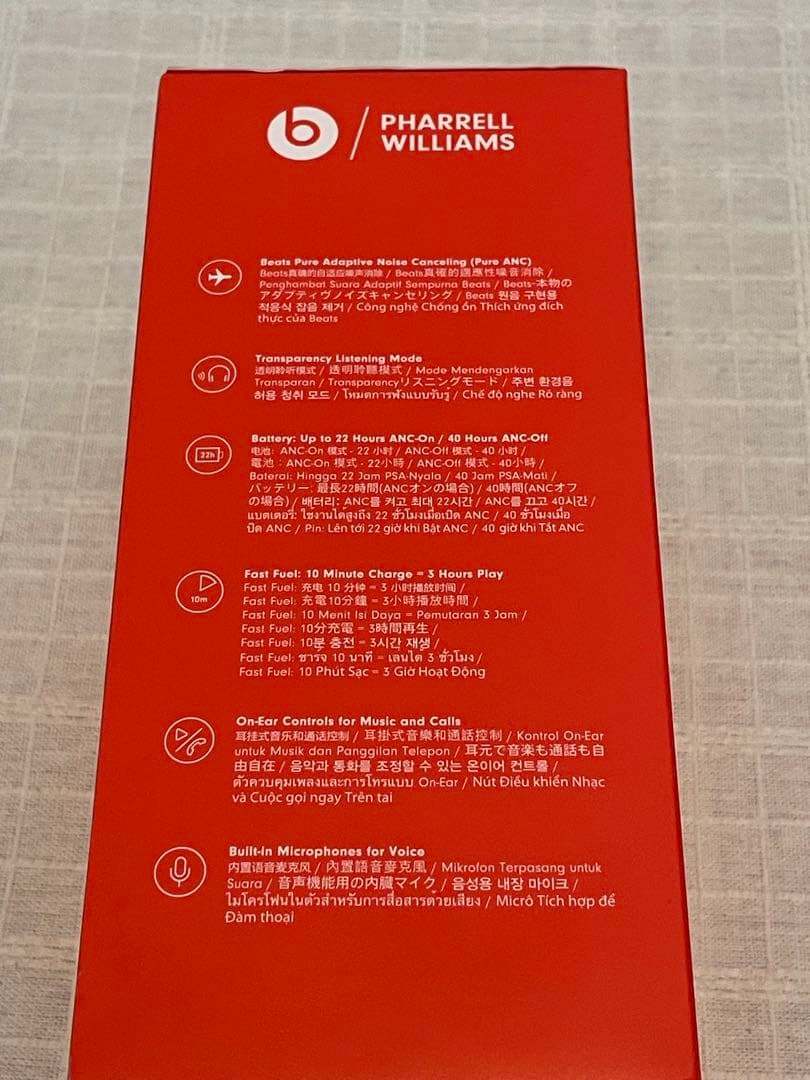 b / PHARRELL
WILLIAMS
Beats Pure Adaptive Noise Canceling (Pure ANC)
Beats真确的自适应噪声消除 / Beats真確的適應性噪音消除 /
Penghambat Suara Adaptif Sempurna Beats / Beats-本物の
アダプティヴノイズキャンセリング / Beats 원음 구현용
적응식 잡음 제거 / Công nghệ Chống ồn Thích ứng đích
thực của Beats
Transparency Listening Mode
透明聆听模式 / 透明聆聽模式 / Mode Mendengarkan
Transparan / Transparencyリスニングモード / 주변 환경음
허용 청취 모드 / โหมดการฟังแบบรับรู้ / Chế độ nghe Rõ ràng
22h
Battery: Up to 22 Hours ANC-On / 40 Hours ANC-Off
电池: ANC-On 模式 - 22 小时 / ANC-Off 模式 - 40 小时 /
電池：ANC-On 模式 - 22小時 / ANC-Off 模式 - 40小時 /
Baterai: Hingga 22 Jam PSA-Nyala / 40 Jam PSA-Mati /
バッテリー: 最長22時間(ANCオンの場合) / 40時間(ANCオフ
の場合) / 배터리: ANC를 켜고 최대 22시간 / ANC를 끄고 40시간 /
แบตเตอรี่: ใช้งานได้สูงถึง 22 ชั่วโมงเมื่อเปิด ANC / 40 ชั่วโมงเมื่อ
ปิด ANC / Pin: Lên tới 22 giờ khi Bật ANC / 40 giờ khi Tắt ANC
10m
Fast Fuel: 10 Minute Charge = 3 Hours Play
Fast Fuel: 充电 10 分钟 = 3 小时播放时间 /
Fast Fuel: 充電10分鐘 = 3小時播放時間 /
Fast Fuel: 10 Menit Isi Daya = Pemutaran 3 Jam /
Fast Fuel: 10分充電 = 3時間再生 /
Fast Fuel: 10분 충전 = 3시간 재생 /
Fast Fuel: ชาร์จ 10 นาที = เล่นได้ 3 ชั่วโมง /
Fast Fuel: 10 Phút Sạc = 3 Giờ Hoạt Động
On-Ear Controls for Music and Calls
耳挂式音乐和通话控制 / 耳掛式音樂和通話控制 / Kontrol On-Ear
untuk Musik dan Panggilan Telepon / 耳元で音楽も通話も自
由自在 / 음악과 통화를 조정할 수 있는 온이어 컨트롤 /
ตัวควบคุมเพลงและการโทรแบบ On-Ear / Nút Điều khiển Nhạc
và Cuộc gọi ngay Trên tai
Built-in Microphones for Voice
内置语音麦克风 / 內置語音麥克風 / Mikrofon Terpasang untuk
Suara / 音声機能用の内臓マイク / 음성용 내장 마이크 /
ไมโครโฟนในตัวสำหรับการสื่อสารด้วยเสียง / Micrô Tích hợp để
Đàm thoại